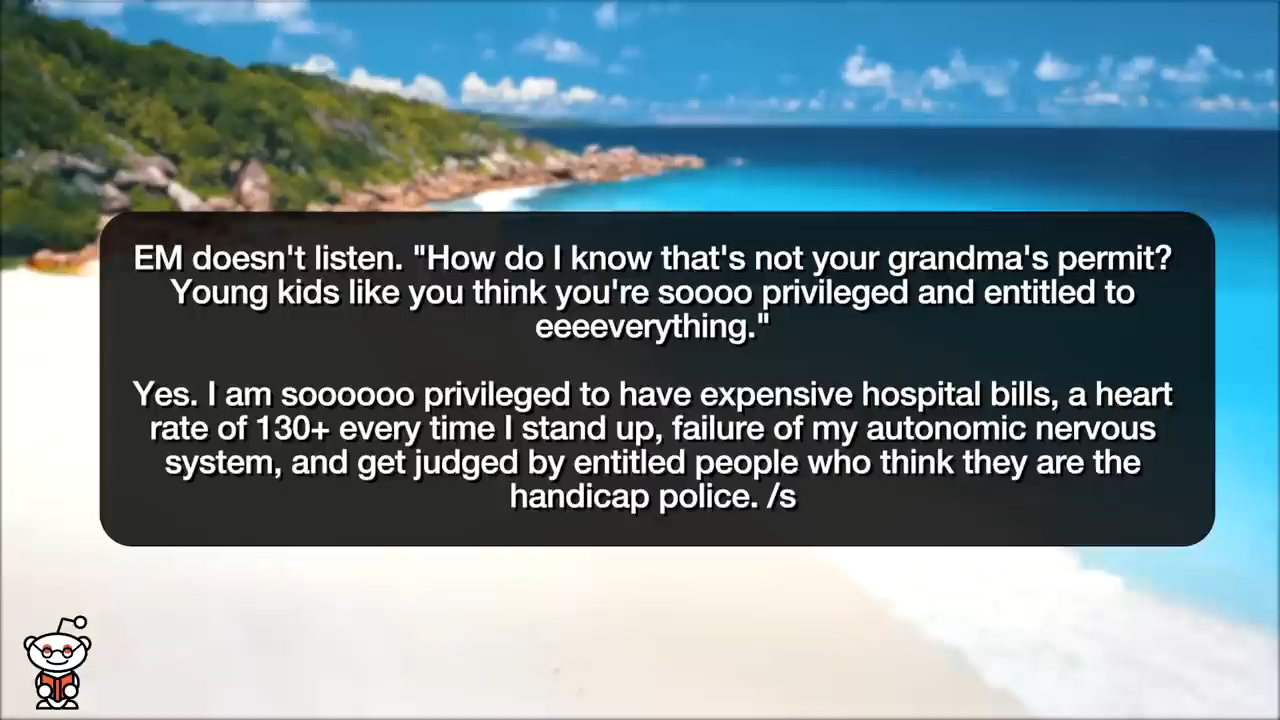 EM doesn't listen. "How do I know that's not your grandma's permit?
Young kids like you think you're soooo privileged and entitled to
eeeeverything."
Yes. I am soooooo privileged to have expensive hospital bills, a heart
rate of 130+ every time I stand up, failure of my autonomic nervous
system, and get judged by entitled people who think they are the
handicap police. /s